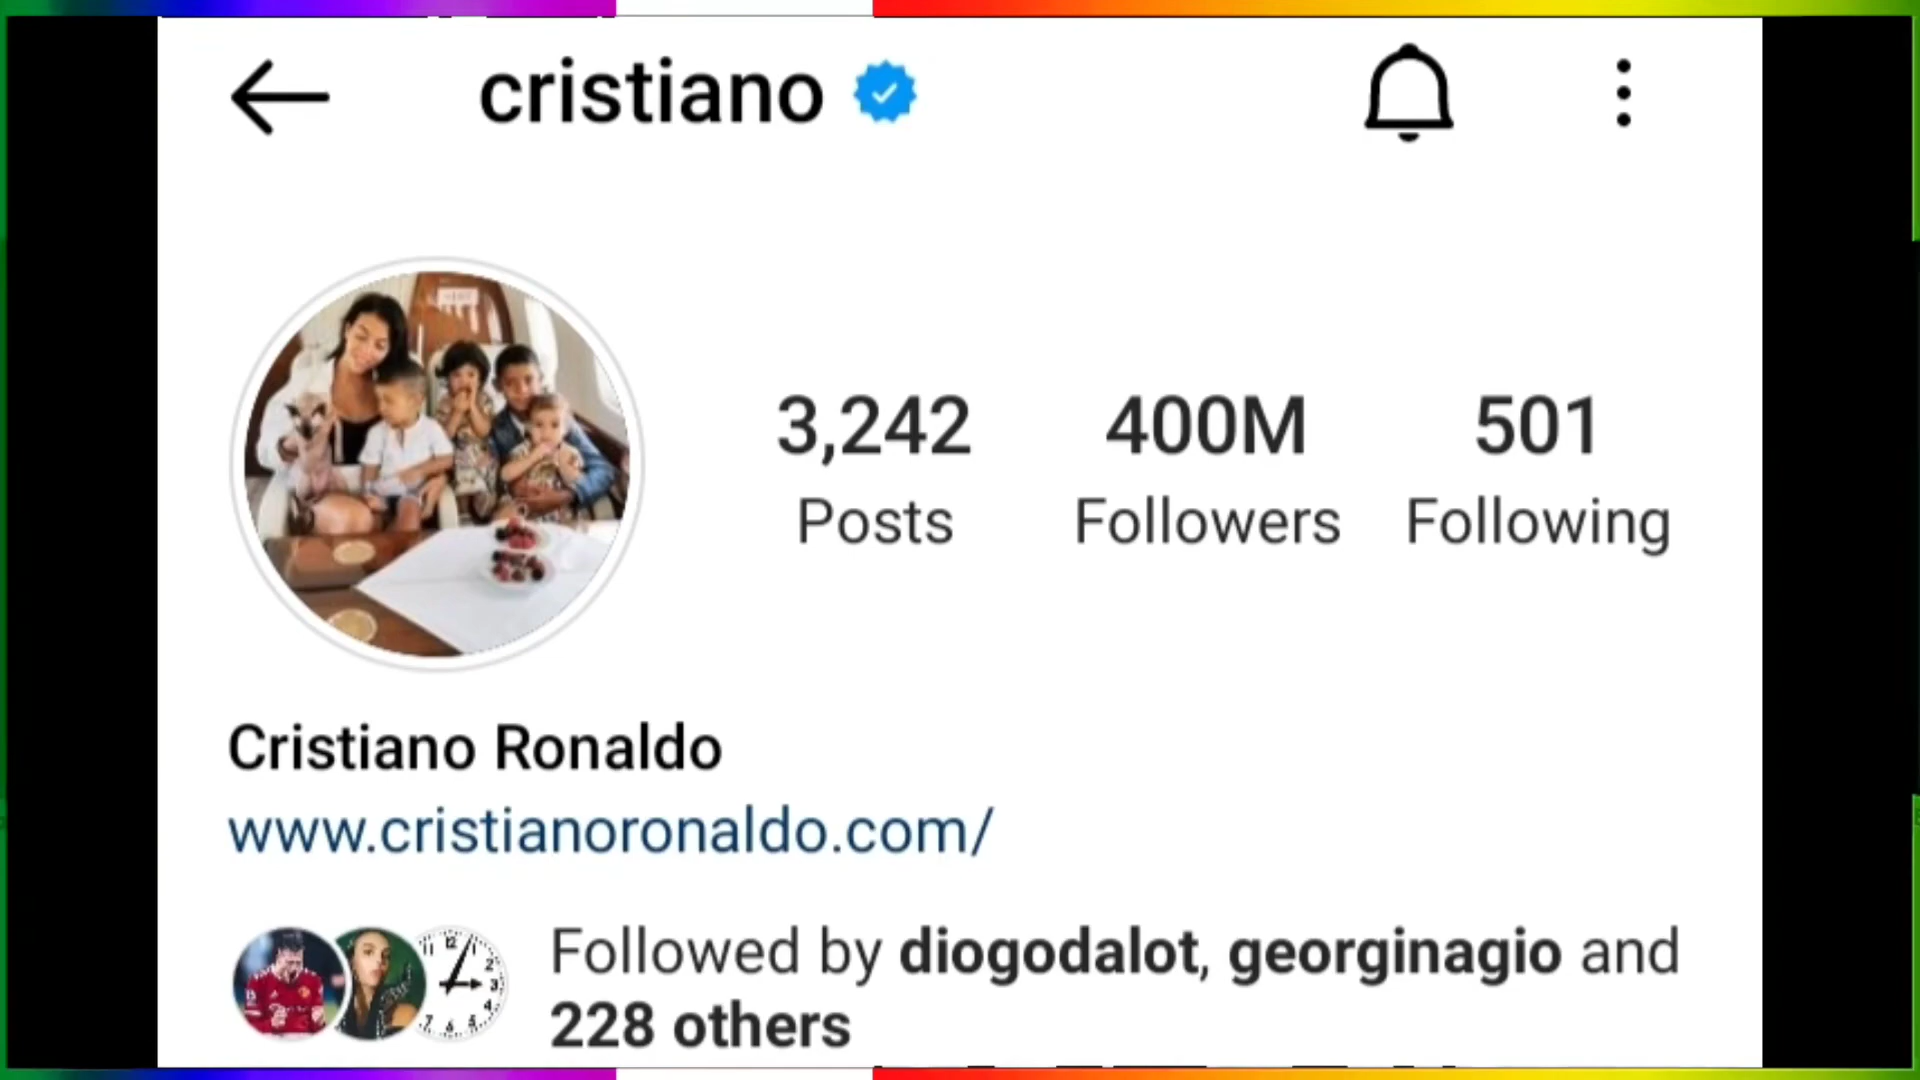 cristiano
3,242 400M 501
Posts Followers Following
Cristiano Ronaldo
www.cristianoronaldo.com/
Followed by diogodalot, georginagio and
228 others